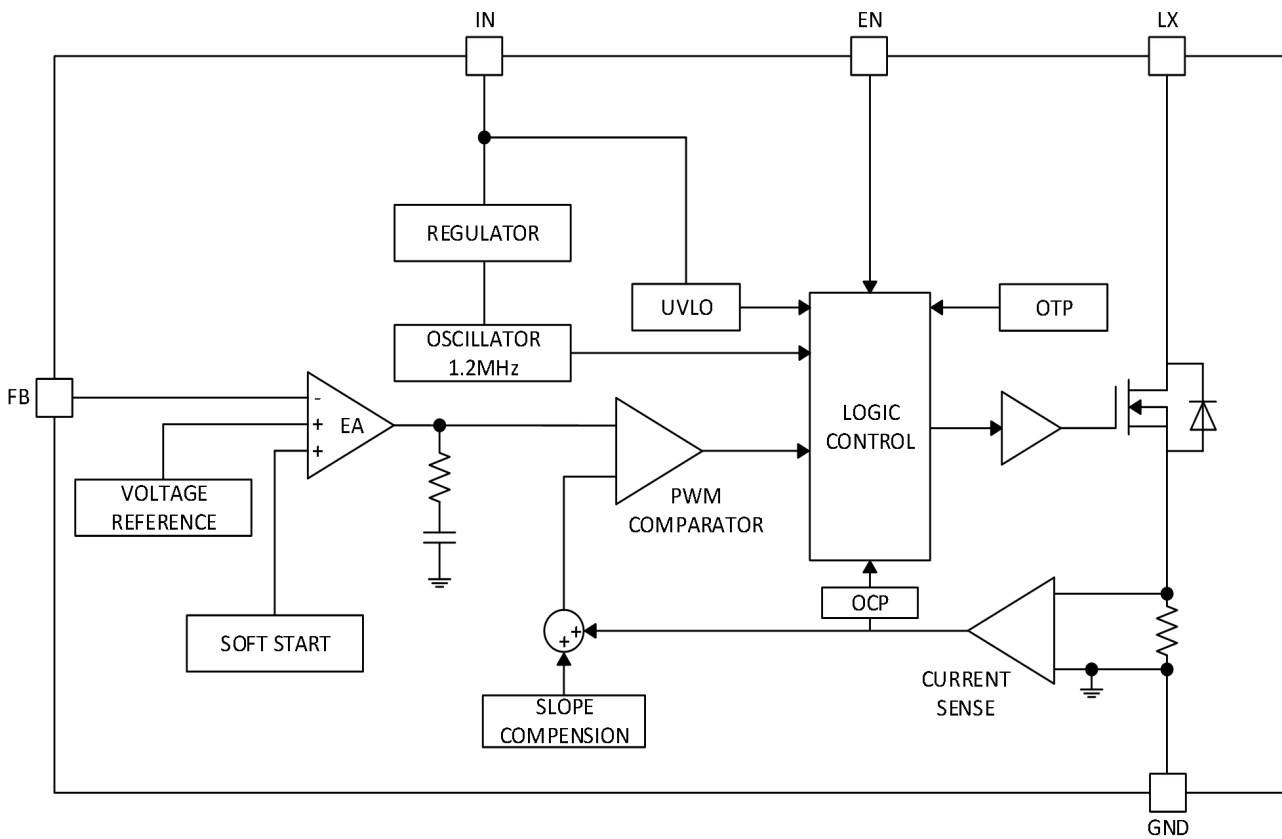 IN
EN
LX
REGULATOR
UVLO
OTP
OSCILLATOR
1.2MHz
FB
-
+
+
EA
LOGIC
CONTROL
VOLTAGE
REFERENCE
PWM
COMPARATOR
SOFT START
OCP
+
+
SLOPE
COMPENSION
CURRENT
SENSE
GND